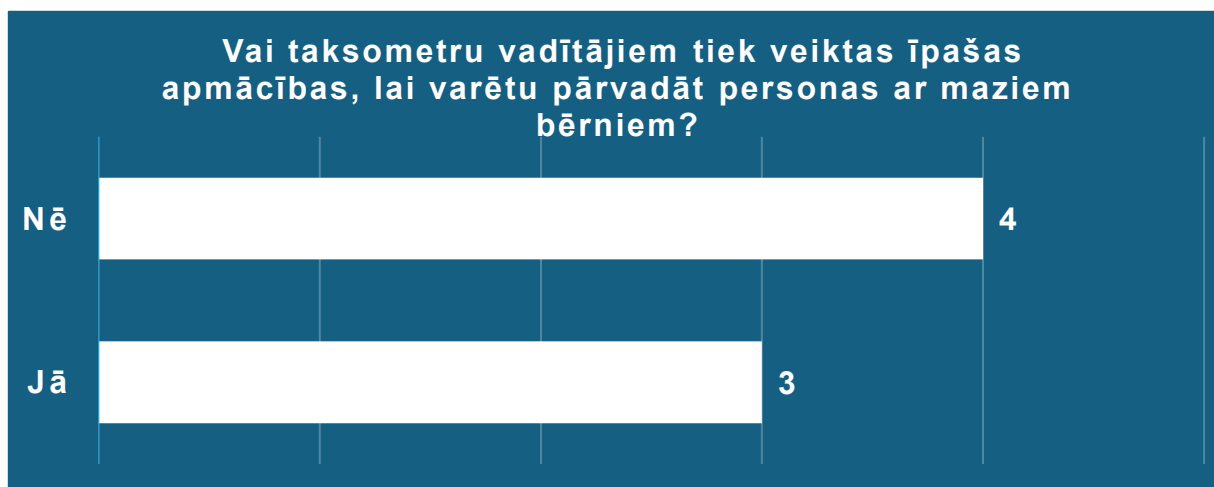 Vai taksometru vadītājiem tiek veiktas īpašas
apmācības, lai varētu pārvadāt personas ar maziem
bērniem?
Nē 4
Jā 3